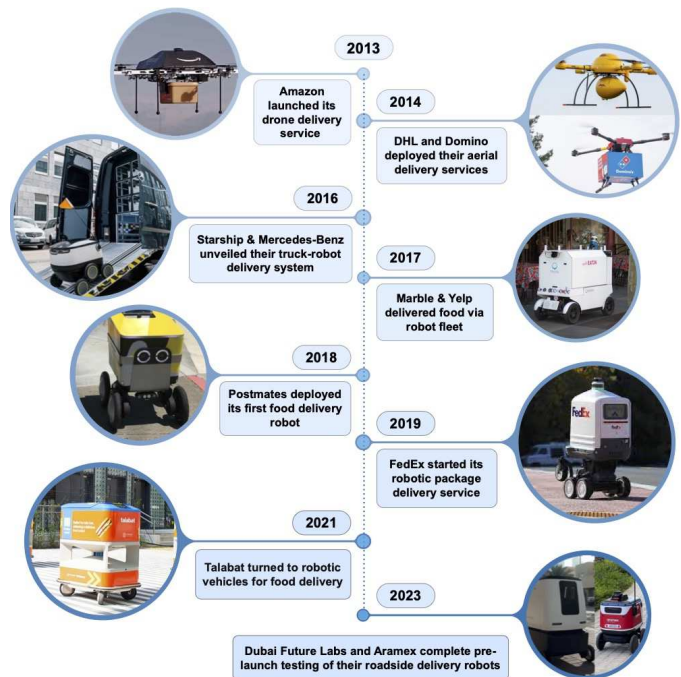 2013
Amazon
launched its
drone delivery
service
2014
DHL and Domino
deployed their aerial
delivery services
Domino's
2016
Starship & Mercedes-Benz
unveiled their truck-robot
delivery system
2017
Marble & Yelp
delivered food via
robot fleet
2018
Postmates deployed
its first food delivery
robot
2019
FedEx started its
robotic package
delivery service
FedEx
2021
Talabat turned to robotic
vehicles for food delivery
talabat
2023
Dubai Future Labs and Aramex complete pre-
launch testing of their roadside delivery robots